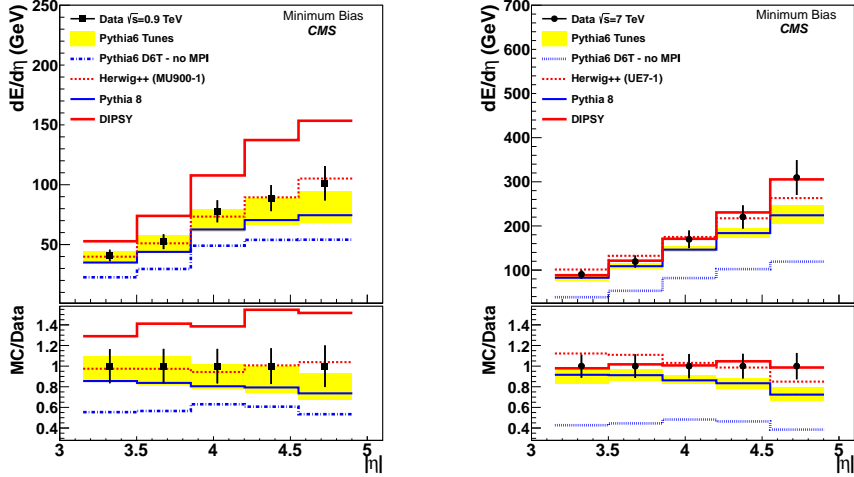 dE/dη (GeV)
250
200
150
100
50
Data √s=0.9 TeV
Pythia6 Tunes
Pythia6 D6T - no MPI
Herwig++ (MU900-1)
Pythia 8
DIPSY
Minimum Bias
CMS
MC/Data
1.4
1.2
1
0.8
0.6
0.4
3 3.5 4 4.5 5
|η|
dE/dη (GeV)
700
600
500
400
300
200
100
Data √s=7 TeV
Pythia6 Tunes
Pythia6 D6T - no MPI
Herwig++ (UE7-1)
Pythia 8
DIPSY
Minimum Bias
CMS
MC/Data
1.4
1.2
1
0.8
0.6
0.4
3 3.5 4 4.5 5
|η|